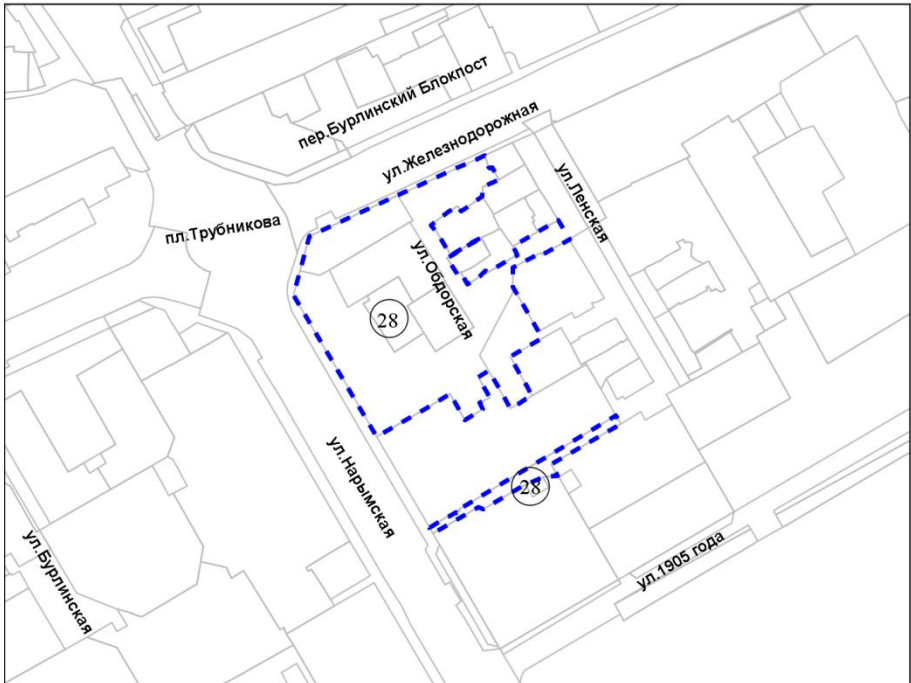 пер.Бурлинский Блокпост
ул.Железнодорожная
ул.Ленская
пл.Трубникова
ул.Обдорская
28
ул.Нарымская
28
ул.Бурлинская
ул.1905 года